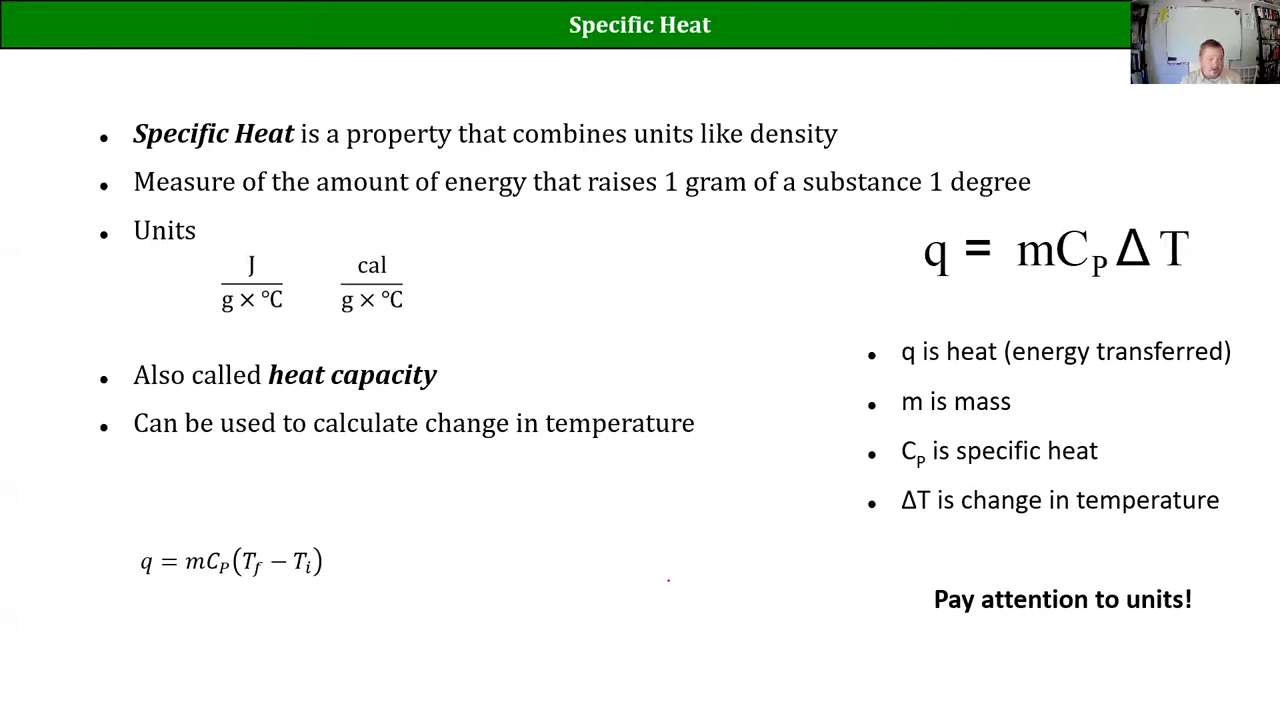 Specific Heat
• Specific Heat is a property that combines units like density
• Measure of the amount of energy that raises 1 gram of a substance 1 degree
• Units
J / g × °C    cal / g × °C
• Also called heat capacity
• Can be used to calculate change in temperature
q = mC_P(T_f − T_i)
q = mC_P Δ T
• q is heat (energy transferred)
• m is mass
• C_P is specific heat
• ΔT is change in temperature
Pay attention to units!